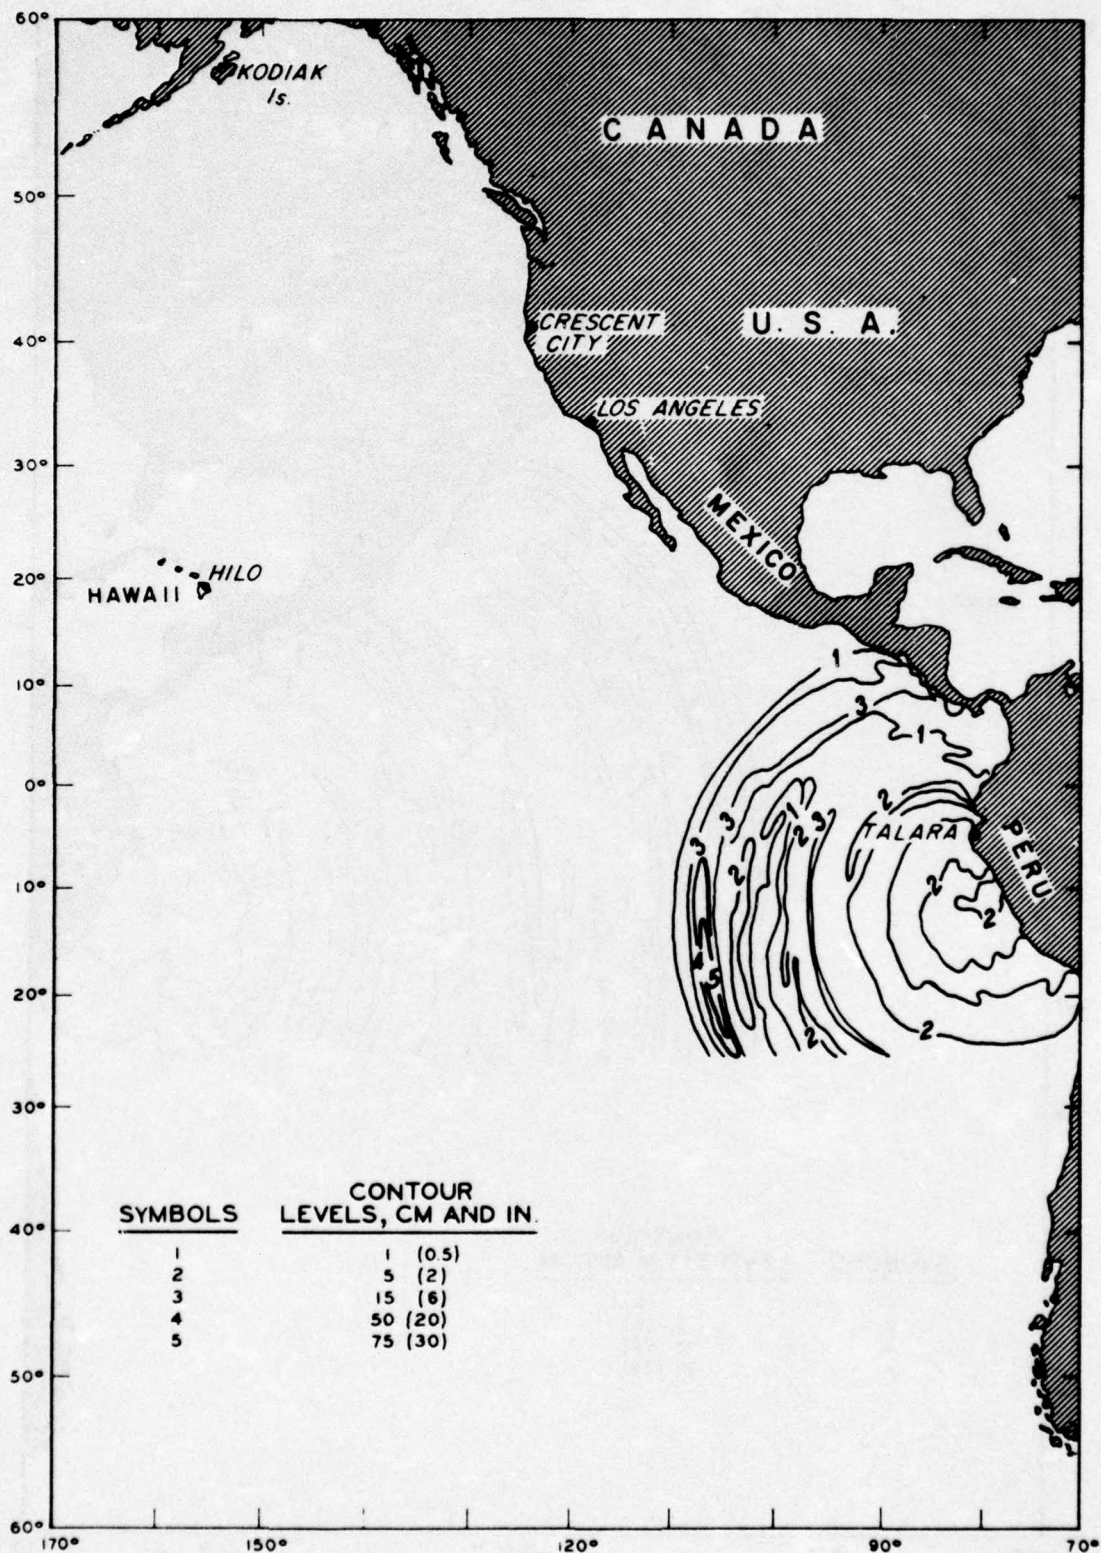 60°
KODIAK
Is.
CANADA
50°
U. S. A.
CRESCENT
CITY
40°
LOS ANGELES
30°
MEXICO
HILO
20°
HAWAII
1
10°
3
1
0°
2
1
3
3
2
3
TALARA
PERU
2
10°
2
2
4
5
20°
2
2
30°
SYMBOLS
CONTOUR
LEVELS, CM AND IN.
40°
1 1 (0.5)
2 5 (2)
3 15 (6)
4 50 (20)
5 75 (30)
50°
60°
170° 150° 120° 90° 70°